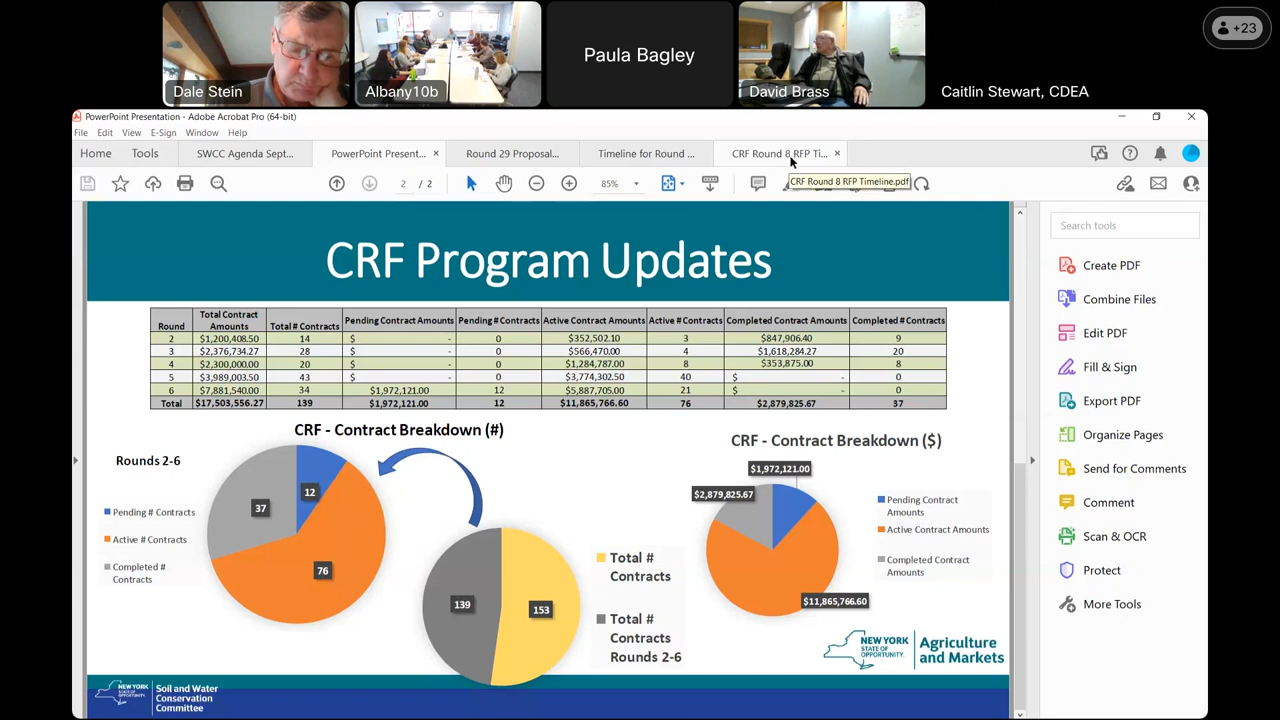 Dale Stein
Albany10b
Paula Bagley
David Brass
Caitlin Stewart, CDEA
+23
PowerPoint Presentation - Adobe Acrobat Pro (64-bit)
File Edit View E-Sign Window Help
Home Tools SWCC Agenda Sept... PowerPoint Present... Round 29 Proposal... Timeline for Round ... CRF Round 8 RFP Ti...
2 / 2 85%
CRF Round 8 RFP Timeline.pdf
CRF Program Updates
Round Total Contract Amounts Total # Contracts Pending Contract Amounts Pending # Contracts Active Contract Amounts Active # Contracts Completed Contract Amounts Completed # Contracts
2 $1,200,408.50 14 $ - 0 $352,502.10 3 $847,906.40 9
3 $2,376,734.27 28 $ - 0 $566,470.00 4 $1,618,284.27 20
4 $2,300,000.00 20 $ - 0 $1,284,787.00 8 $353,875.00 8
5 $3,989,003.50 43 $ - 0 $3,774,302.50 40 $ - 0
6 $7,881,540.00 34 $1,972,121.00 12 $5,887,705.00 21 $ - 0
Total $17,503,556.27 139 $1,972,121.00 12 $11,865,766.60 76 $2,879,825.67 37
CRF - Contract Breakdown (#)
Rounds 2-6
Pending # Contracts
Active # Contracts
Completed #
Contracts
12
37
76
139
153
Total #
Contracts
Total #
Contracts
Rounds 2-6
CRF - Contract Breakdown ($)
$1,972,121.00
$2,879,825.67
$11,865,766.60
Pending Contract
Amounts
Active Contract Amounts
Completed Contract
Amounts
NEW YORK
STATE OF
OPPORTUNITY.
Agriculture
and Markets
NEW YORK
STATE OF
OPPORTUNITY.
Soil and Water
Conservation
Committee
Search tools
Create PDF
Combine Files
Edit PDF
Fill & Sign
Export PDF
Organize Pages
Send for Comments
Comment
Scan & OCR
Protect
More Tools